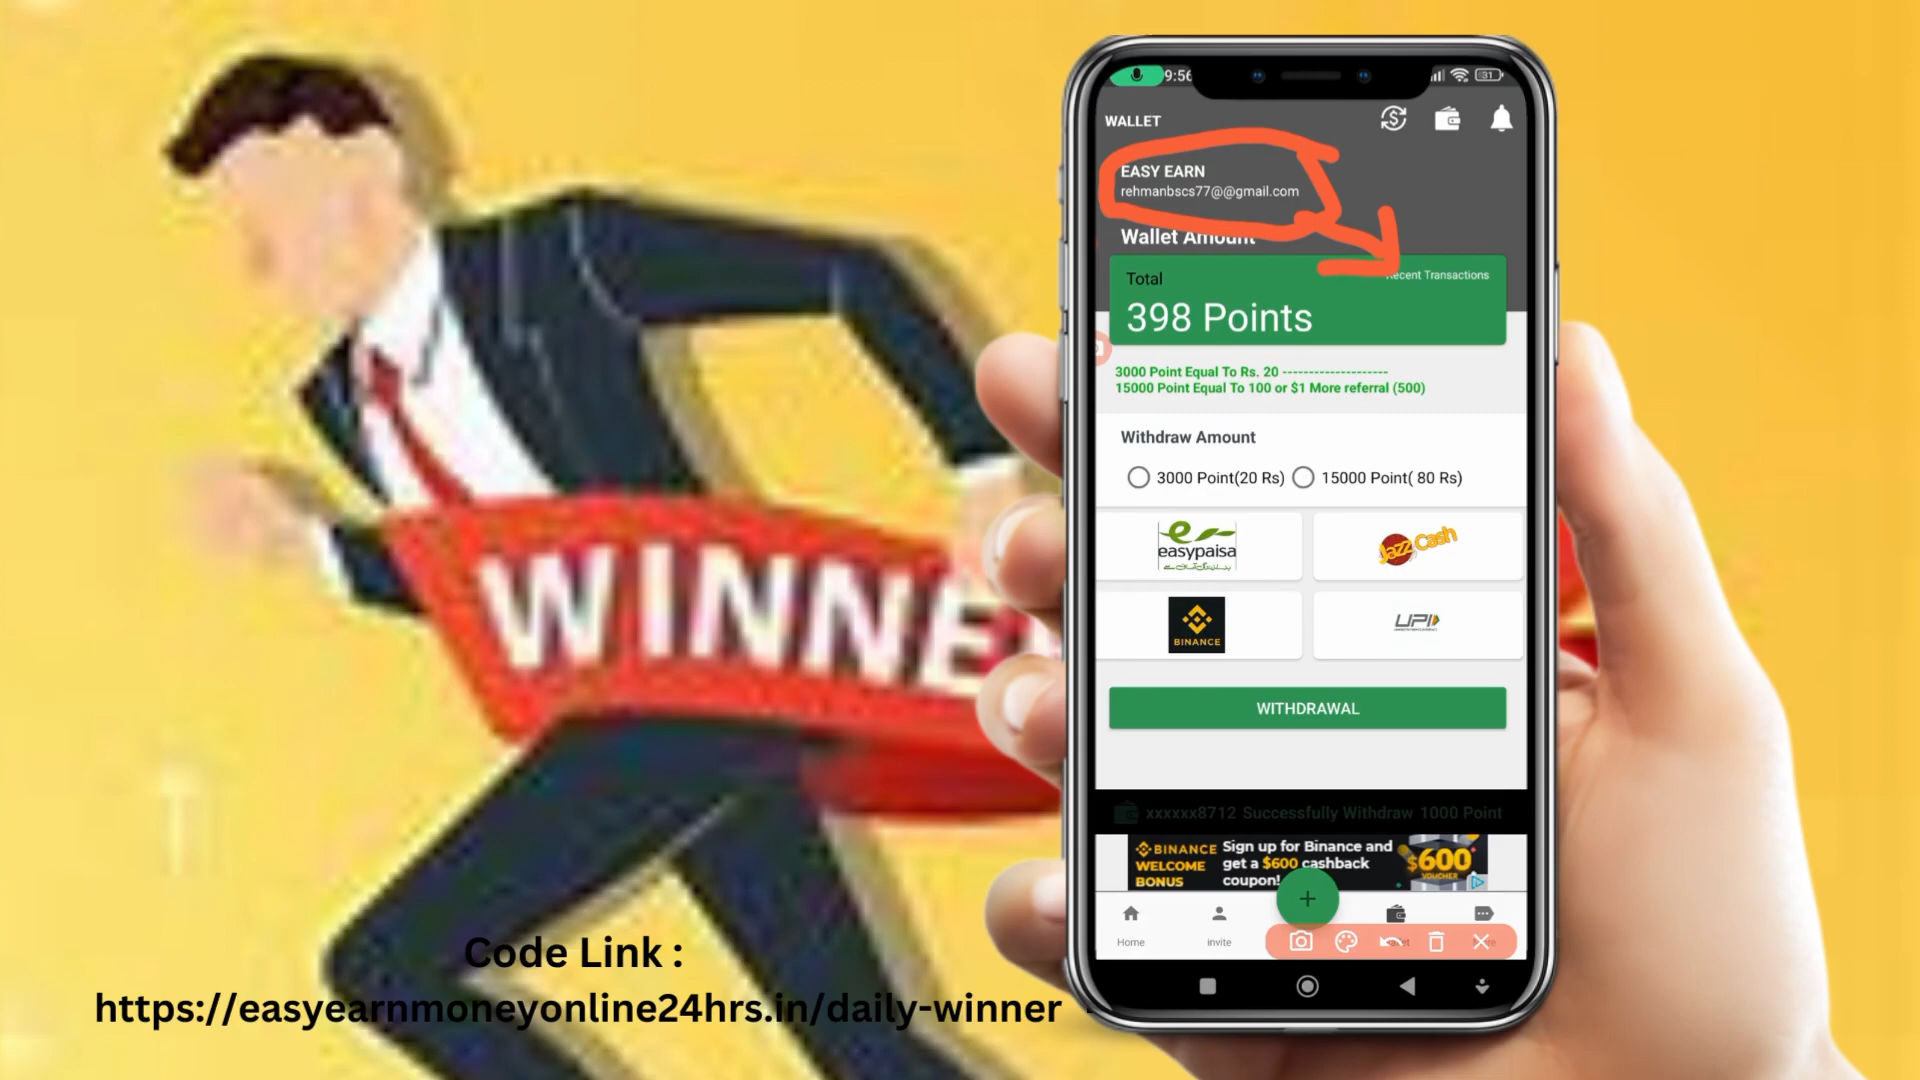 WINNE
Code Link :
https://easyearnmoneyonline24hrs.in/daily-winner
9:56
31
WALLET
EASY EARN
rehmanbscs77@@gmail.com
Wallet Amount
Total
Recent Transactions
398 Points
3000 Point Equal To Rs. 20 --------------------
15000 Point Equal To 100 or $1 More referral (500)
Withdraw Amount
3000 Point(20 Rs) 15000 Point( 80 Rs)
easypaisa
JazzCash
BINANCE
UPI
WITHDRAWAL
xxxxxx8712 Successfully Withdraw 1000 Point
BINANCE
WELCOME
BONUS
Sign up for Binance and
get a $600 cashback
coupon!
$600
VOUCHER
Home
invite